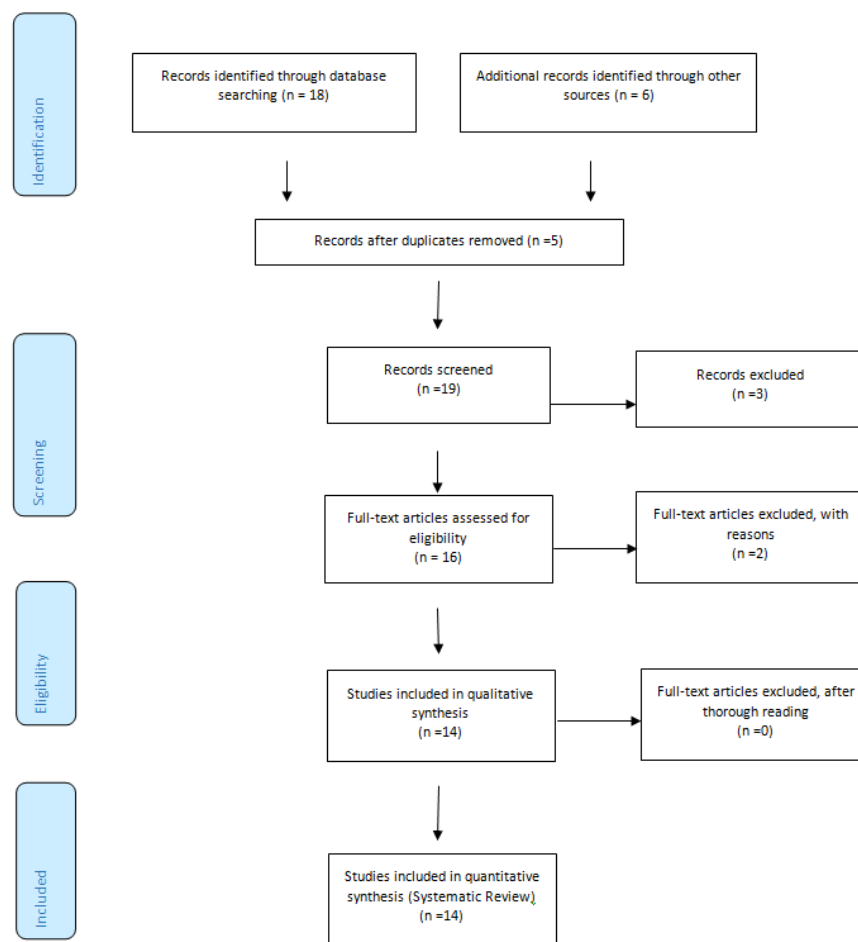 Identification
Records identified through database
searching (n = 18)
Additional records identified through other
sources (n = 6)
Records after duplicates removed (n =5)
Screening
Records screened
(n =19)
Records excluded
(n =3)
Full-text articles assessed for
eligibility
(n = 16)
Full-text articles excluded, with
reasons
(n =2)
Eligibility
Studies included in qualitative
synthesis
(n =14)
Full-text articles excluded, after
thorough reading
(n =0)
Included
Studies included in quantitative
synthesis (Systematic Review)
(n =14)